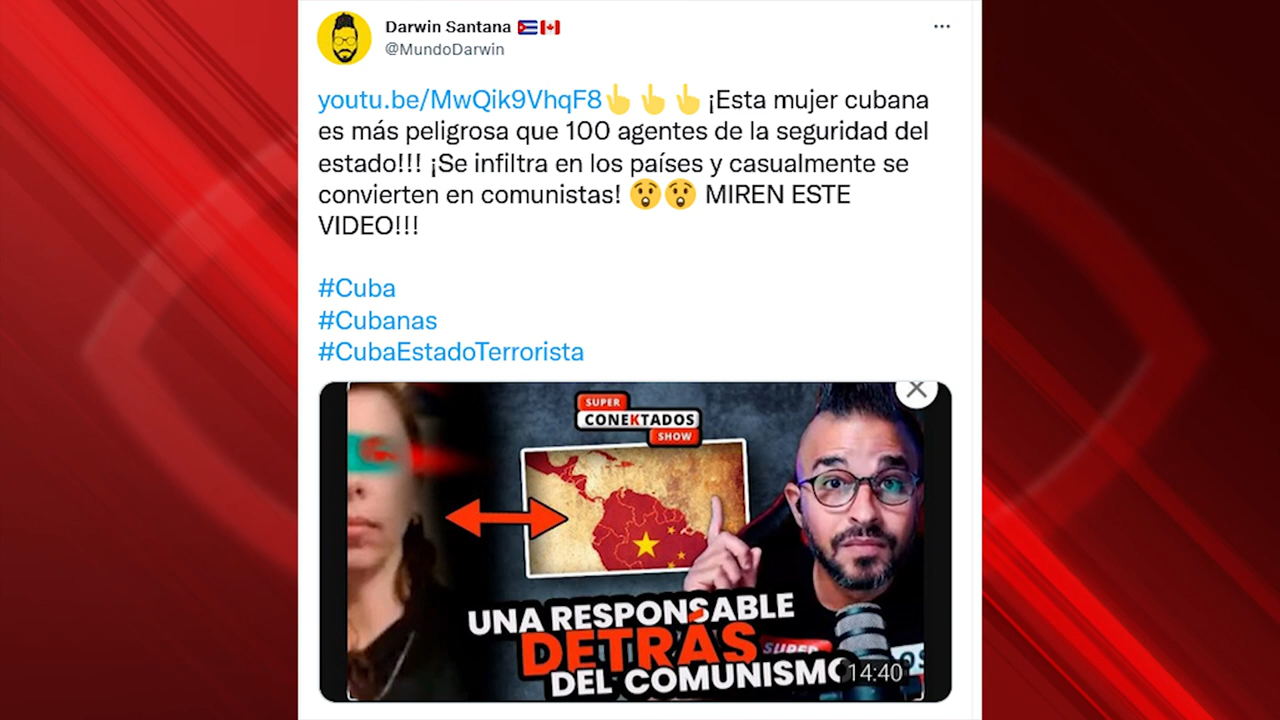 Darwin Santana 🇨🇺🇨🇦
@MundoDarwin
youtu.be/MwQik9VhqF8👆👆👆 ¡Esta mujer cubana
es más peligrosa que 100 agentes de la seguridad del
estado!!! ¡Se infiltra en los países y casualmente se
convierten en comunistas! 😲😲 MIREN ESTE
VIDEO!!!
#Cuba
#Cubanas
#CubaEstadoTerrorista
SUPER
CONEKTADOS
SHOW
UNA RESPONSABLE
DETRÁS
DEL COMUNISMO
SUPER
14:40